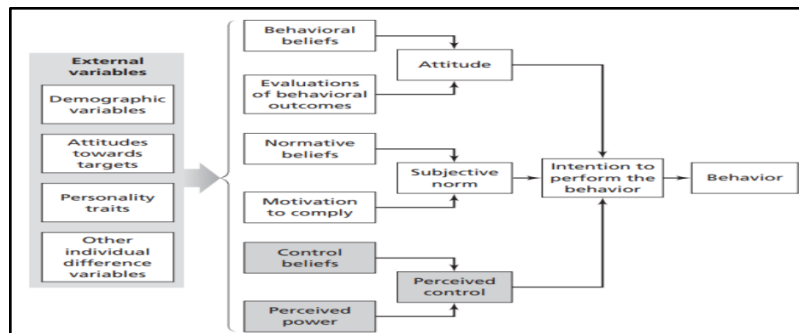 External
variables
Demographic
variables
Attitudes
towards
targets
Personality
traits
Other
individual
difference
variables
Behavioral
beliefs
Evaluations
of behavioral
outcomes
Attitude
Normative
beliefs
Motivation
to comply
Subjective
norm
Control
beliefs
Perceived
power
Perceived
control
Intention to
perform the
behavior
Behavior